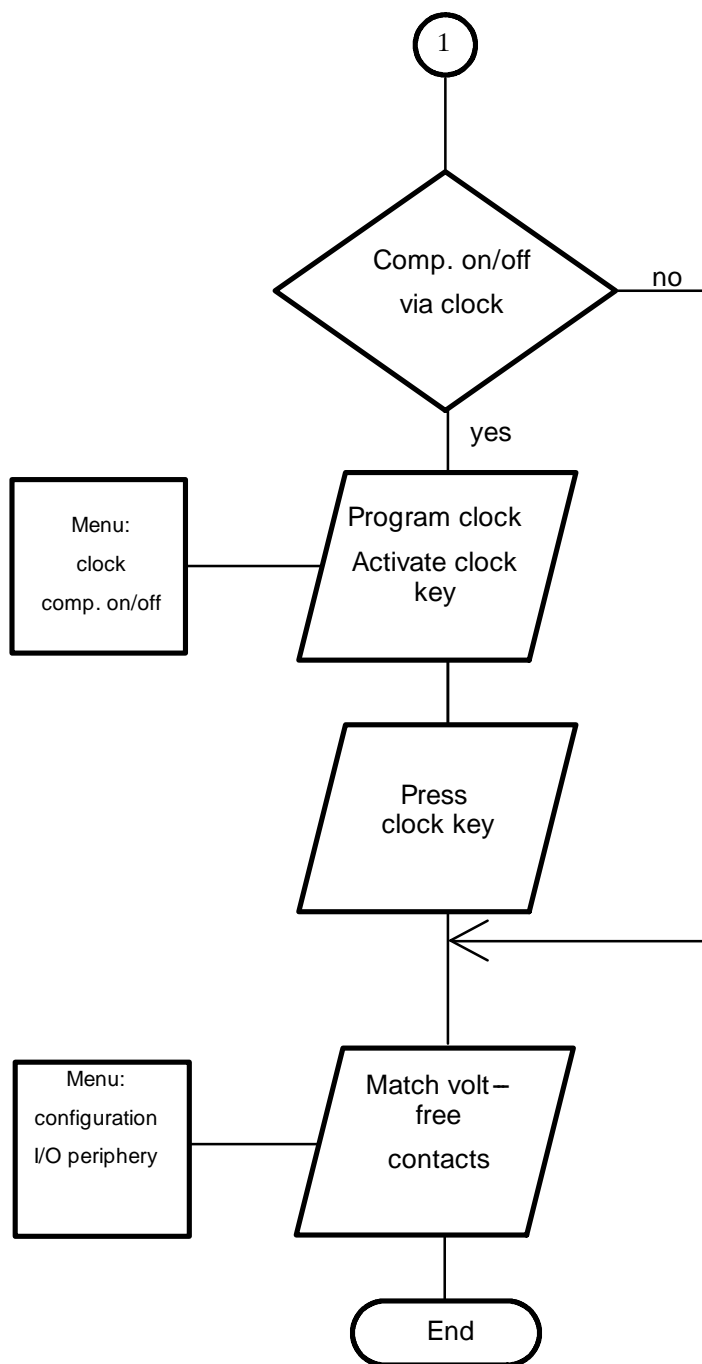 1
Comp. on/off
via clock
no
yes
Menu:
clock
comp. on/off
Program clock
Activate clock
key
Press
clock key
Menu:
configuration
I/O periphery
Match volt-
free
contacts
End